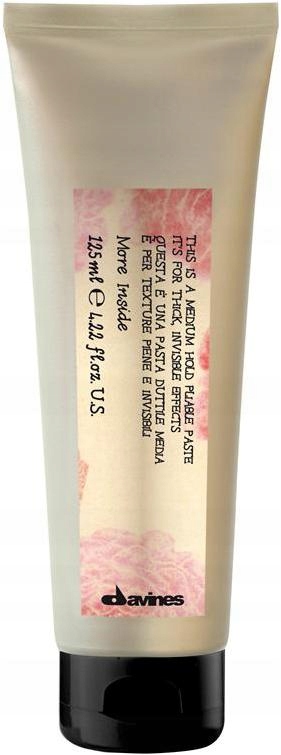 THIS IS A MEDIUM HOLD PLIABLE PASTE
IT'S FOR THICK, INVISIBLE EFFECTS
QUESTA È UNA PASTA DUTTILE MEDIA
È PER TEXTURE PIENE E INVISIBILI
More Inside
125 ml e 4.22 fl.oz. U.S.
davines